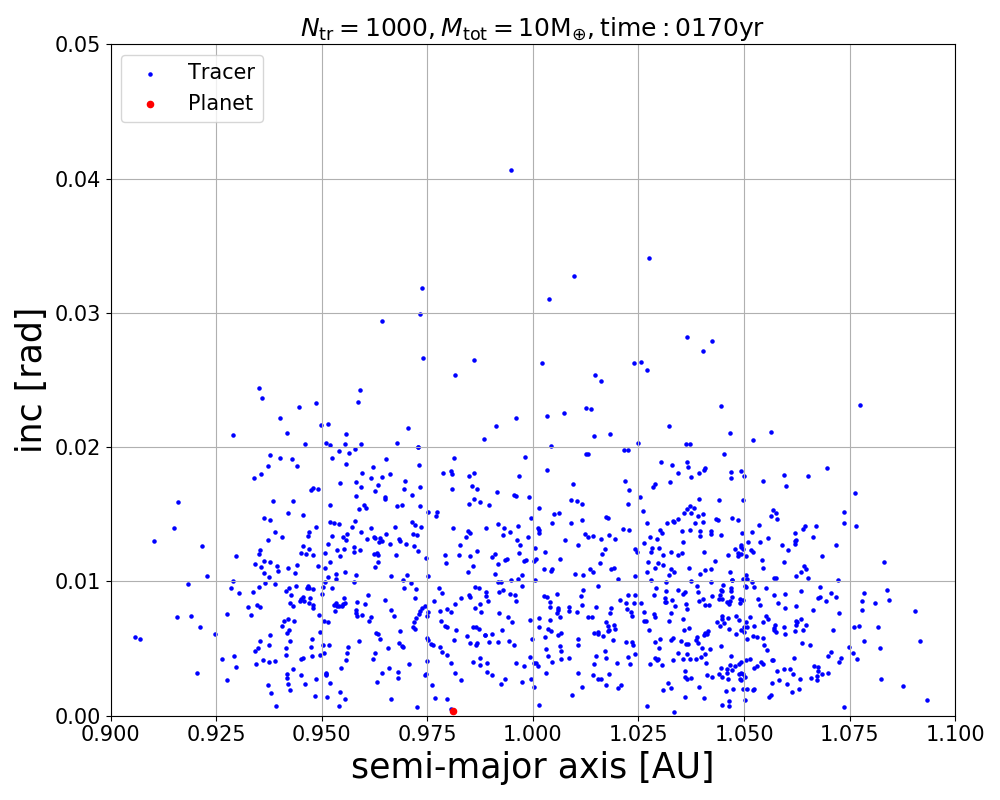 N_tr = 1000, M_tot = 10M_⊕, time : 0170yr
Tracer
Planet
0.05
0.04
0.03
0.02
0.01
0.00
inc [rad]
0.900 0.925 0.950 0.975 1.000 1.025 1.050 1.075 1.100
semi-major axis [AU]